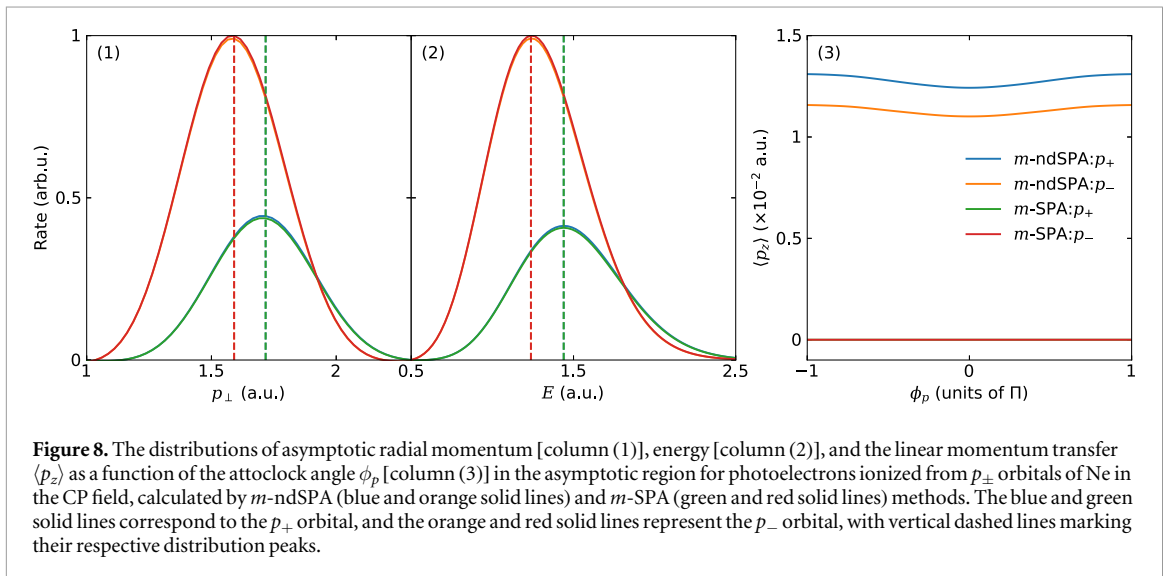 (1)
(2)
(3)
Rate (arb.u.)
1
0.5
0
1
1.5
2
p⊥ (a.u.)
0.5
1.5
2.5
E (a.u.)
⟨p_z⟩ (×10⁻² a.u.)
1.5
1
0.5
0
−1
0
1
ϕ_p (units of Π)
m-ndSPA:p₊
m-ndSPA:p₋
m-SPA:p₊
m-SPA:p₋
Figure 8. The distributions of asymptotic radial momentum [column (1)], energy [column (2)], and the linear momentum transfer
⟨p_z⟩ as a function of the attoclock angle ϕ_p [column (3)] in the asymptotic region for photoelectrons ionized from p± orbitals of Ne in
the CP field, calculated by m-ndSPA (blue and orange solid lines) and m-SPA (green and red solid lines) methods. The blue and green
solid lines correspond to the p₊ orbital, and the orange and red solid lines represent the p₋ orbital, with vertical dashed lines marking
their respective distribution peaks.